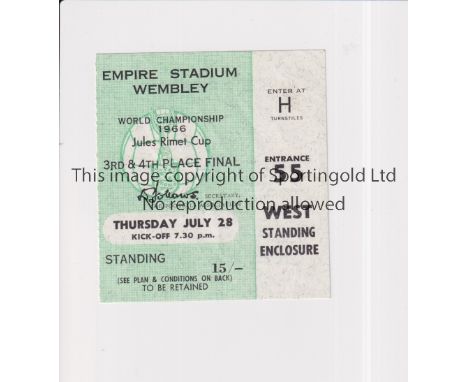 EMPIRE STADIUM
WEMBLEY
WORLD CHAMPIONSHIP
1966
Jules Rimet Cup
3RD & 4TH PLACE FINAL
SECRETARY,
THURSDAY JULY 28
KICK-OFF 7.30 p.m.
STANDING
15/-
(SEE PLAN & CONDITIONS ON BACK)
TO BE RETAINED
ENTER AT
H
TURNSTILES
ENTRANCE
55
WEST
STANDING
ENCLOSURE
This image copyright of Sportingold Ltd
No reproduction allowed